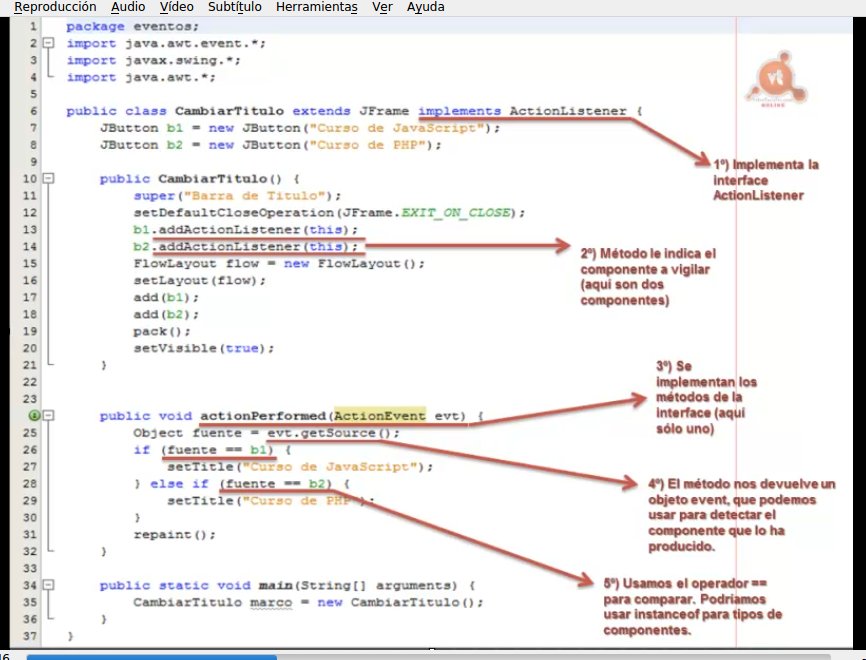 Reproducción Audio Vídeo Subtítulo Herramientas Ver Ayuda
1 package eventos;
2 import java.awt.event.*;
3 import javax.swing.*;
4 import java.awt.*;
5
6 public class CambiarTitulo extends JFrame implements ActionListener {
7 JButton b1 = new JButton("Curso de JavaScript");
8 JButton b2 = new JButton("Curso de PHP");
9
10 public CambiarTitulo() {
11 super("Barra de Titulo");
12 setDefaultCloseOperation(JFrame.EXIT_ON_CLOSE);
13 b1.addActionListener(this);
14 b2.addActionListener(this);
15 FlowLayout flow = new FlowLayout();
16 setLayout(flow);
17 add(b1);
18 add(b2);
19 pack();
20 setVisible(true);
21 }
22
23
public void actionPerformed(ActionEvent evt) {
25 Object fuente = evt.getSource();
26 if (fuente == b1) {
27 setTitle("Curso de JavaScript");
28 } else if (fuente == b2) {
29 setTitle("Curso de PHP");
30 }
31 repaint();
32 }
33
34 public static void main(String[] arguments) {
35 CambiarTitulo marco = new CambiarTitulo();
36 }
37 }
vt
ONLINE
1º) Implementa la
interface
ActionListener
2º) Método le indica el
componente a vigilar
(aquí son dos
componentes)
3º) Se
implementan los
métodos de la
interface (aquí
sólo uno)
4º) El método nos devuelve un
objeto event, que podemos
usar para detectar el
componente que lo ha
producido.
5º) Usamos el operador ==
para comparar. Podríamos
usar instanceof para tipos de
componentes.